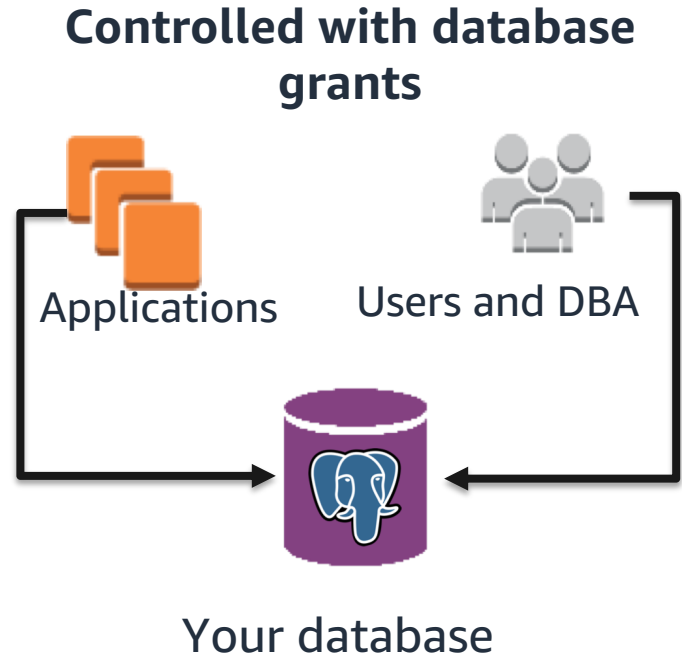 Controlled with database
grants
Applications
Users and DBA
Your database